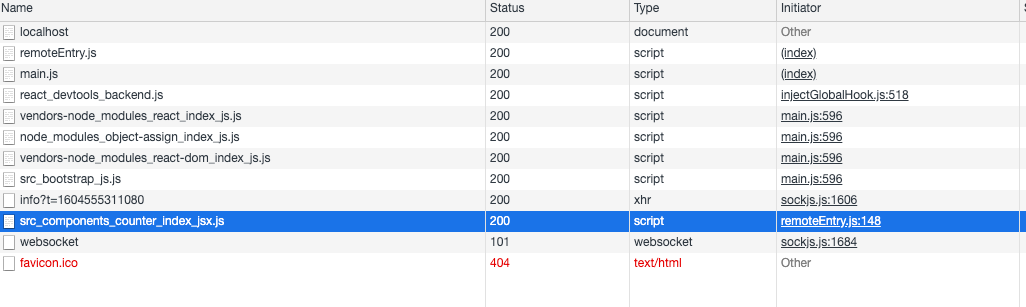 Name Status Type Initiator
localhost 200 document Other
remoteEntry.js 200 script (index)
main.js 200 script (index)
react_devtools_backend.js 200 script injectGlobalHook.js:518
vendors-node_modules_react_index_js.js 200 script main.js:596
node_modules_object-assign_index_js.js 200 script main.js:596
vendors-node_modules_react-dom_index_js.js 200 script main.js:596
src_bootstrap_js.js 200 script main.js:596
info?t=1604555311080 200 xhr sockjs.js:1606
src_components_counter_index_jsx.js 200 script remoteEntry.js:148
websocket 101 websocket sockjs.js:1684
favicon.ico 404 text/html Other